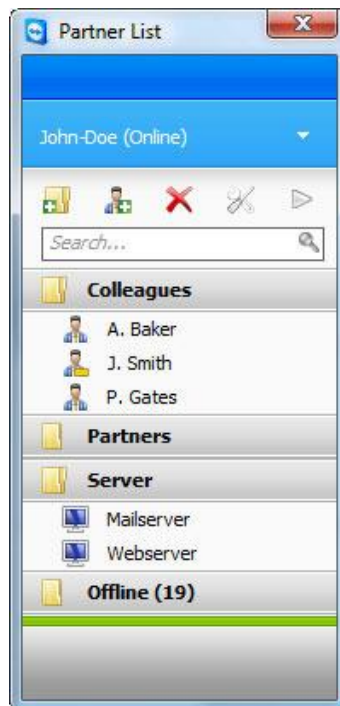 Partner List
John-Doe (Online)
Search...
Colleagues
A. Baker
J. Smith
P. Gates
Partners
Server
Mailserver
Webserver
Offline (19)